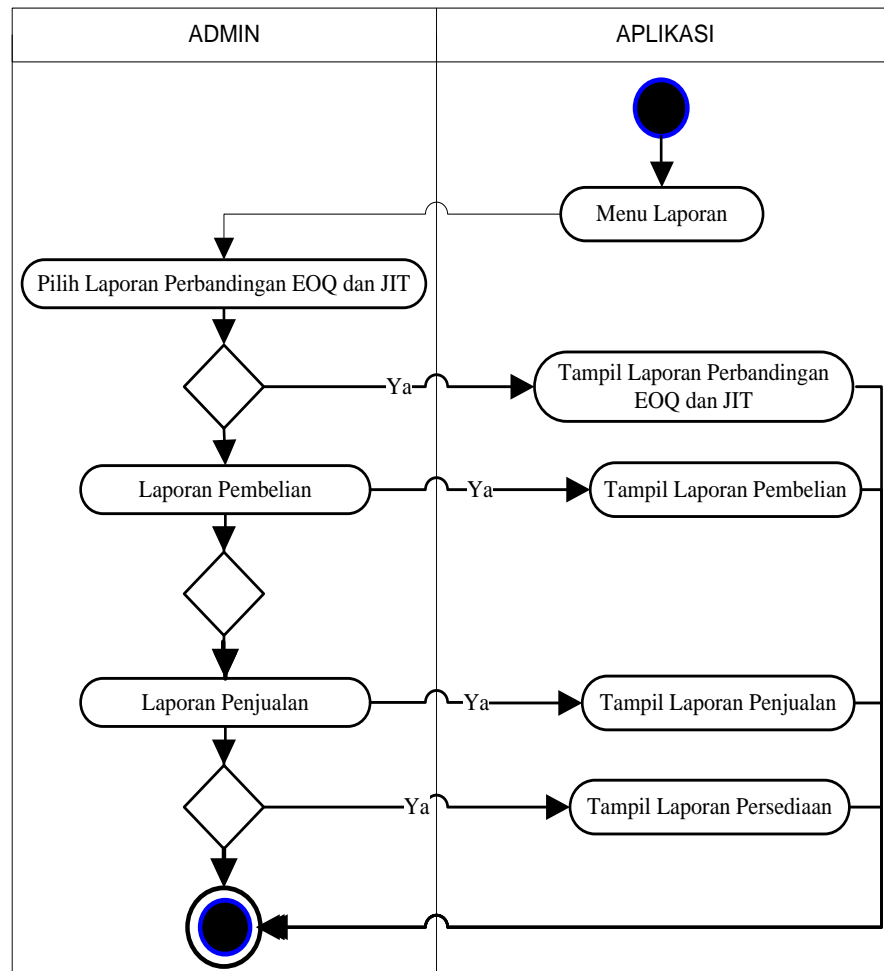 ADMIN
APLIKASI
Menu Laporan
Pilih Laporan Perbandingan EOQ dan JIT
Ya
Tampil Laporan Perbandingan
EOQ dan JIT
Laporan Pembelian
Ya
Tampil Laporan Pembelian
Laporan Penjualan
Ya
Tampil Laporan Penjualan
Ya
Tampil Laporan Persediaan